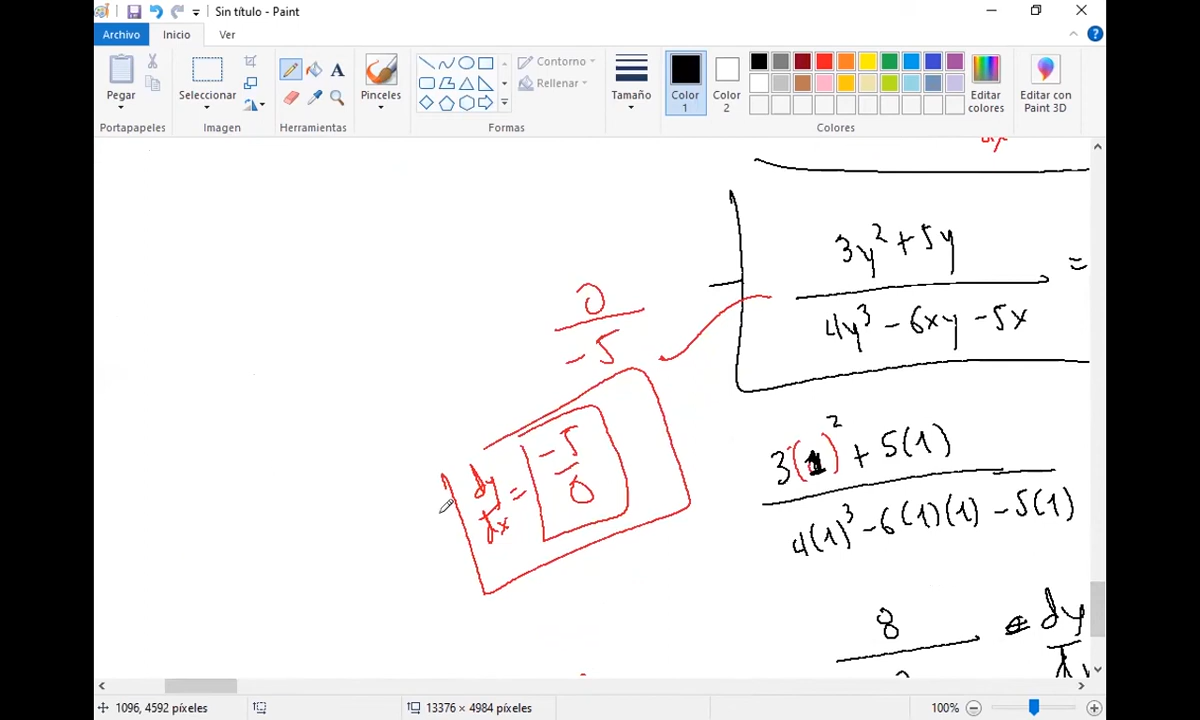 Sin título - Paint
Archivo Inicio Ver
Pegar
Seleccionar
Pinceles
Contorno
Rellenar
Tamaño
Color 1
Color 2
Editar colores
Editar con Paint 3D
Portapapeles Imagen Herramientas Formas Colores
3y² + 5y
=
4y³ - 6xy - 5x
0
-5
dy/dx = -5/0
3(1)² + 5(1)
4(1)³ - 6(1)(1) - 5(1)
8
dy
1096, 4592 píxeles 13376 × 4984 píxeles 100%